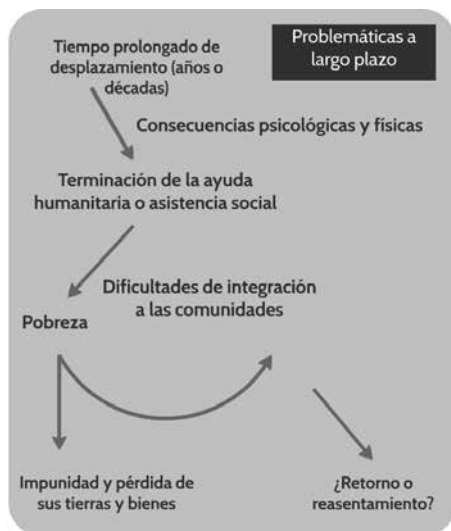 Problemáticas a
largo plazo
Tiempo prolongado de
desplazamiento (años o
décadas)
Consecuencias psicológicas y físicas
Terminación de la ayuda
humanitaria o asistencia social
Dificultades de integración
a las comunidades
Pobreza
Impunidad y pérdida de
sus tierras y bienes
¿Retorno o
reasentamiento?